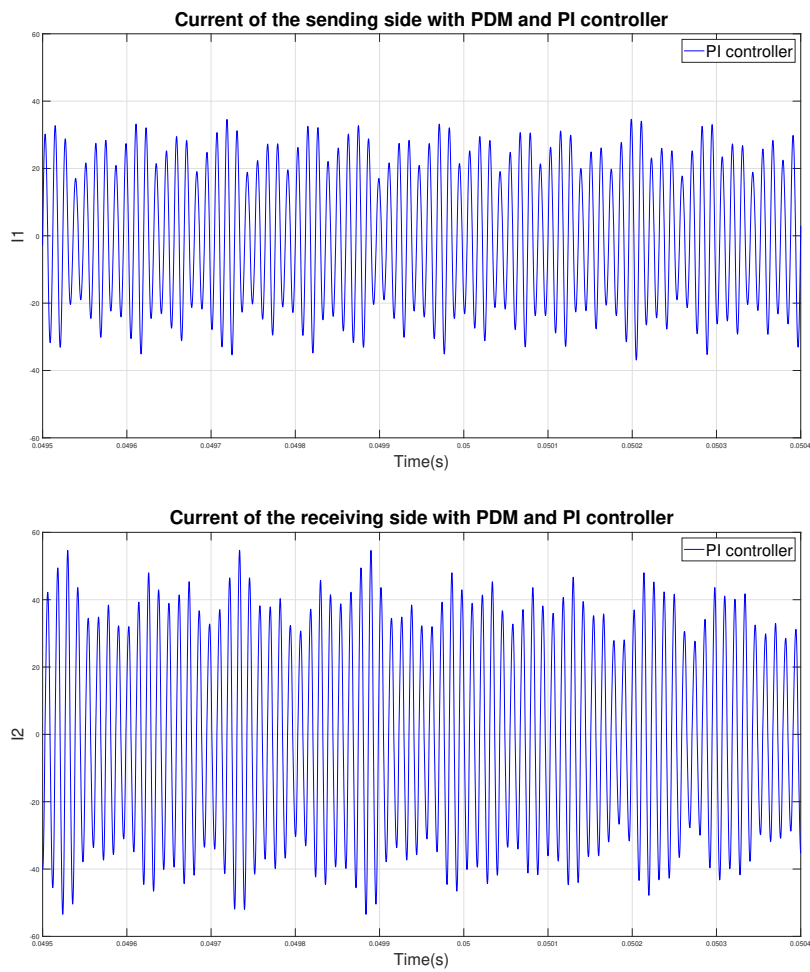 Current of the sending side with PDM and PI controller
PI controller
60
40
20
0
-20
-40
-60
I1
0.0495 0.0496 0.0497 0.0498 0.0499 0.05 0.0501 0.0502 0.0503 0.0504
Time(s)
Current of the receiving side with PDM and PI controller
PI controller
60
40
20
0
-20
-40
-60
I2
0.0495 0.0496 0.0497 0.0498 0.0499 0.05 0.0501 0.0502 0.0503 0.0504
Time(s)